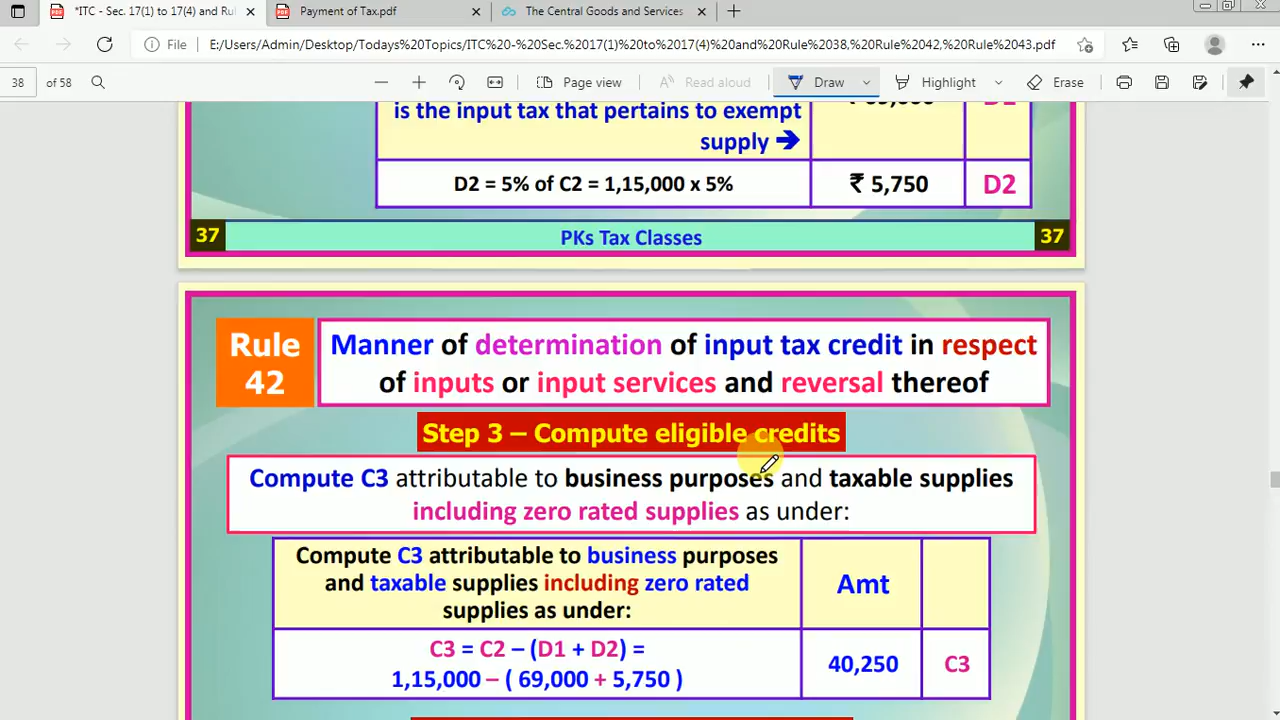 *ITC - Sec. 17(1) to 17(4) and Ru
Payment of Tax.pdf
The Central Goods and Services
File
E:/Users/Admin/Desktop/Todays%20Topics/ITC%20-%20Sec.%2017(1)%20to%2017(4)%20and%20Rule%2038,%20Rule%2042,%20Rule%2043.pdf
38 of 58
Page view
Read aloud
Draw
Highlight
Erase
is the input tax that pertains to exempt
supply ➔
D1
D2 = 5% of C2 = 1,15,000 x 5%
₹ 5,750
D2
37
PKs Tax Classes
37
Rule
42
Manner of determination of input tax credit in respect
of inputs or input services and reversal thereof
Step 3 – Compute eligible credits
Compute C3 attributable to business purposes and taxable supplies
including zero rated supplies as under:
Compute C3 attributable to business purposes
and taxable supplies including zero rated
supplies as under:
Amt
C3 = C2 – (D1 + D2) =
1,15,000 – ( 69,000 + 5,750 )
40,250
C3